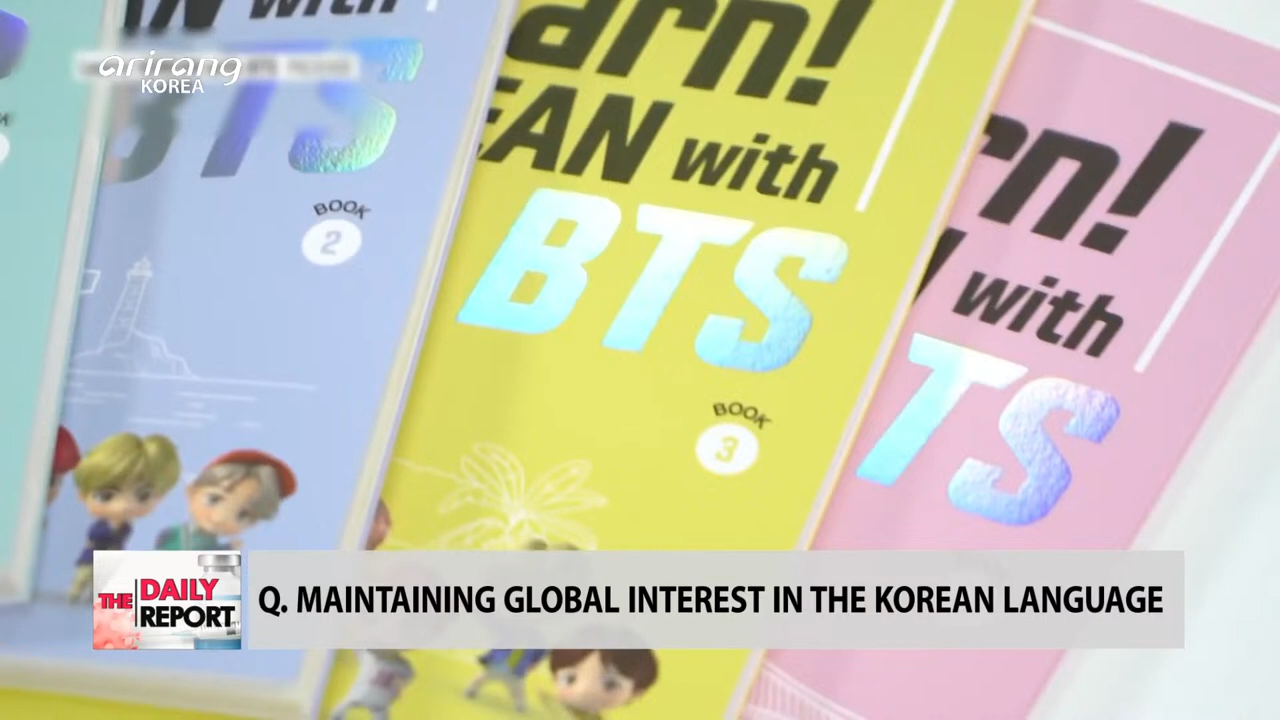 arirang
KOREA
AN with
BTS
BOOK
2
arn!
EAN with
BTS
BOOK
3
rn!
with
TS
THE DAILY REPORT
Q. MAINTAINING GLOBAL INTEREST IN THE KOREAN LANGUAGE